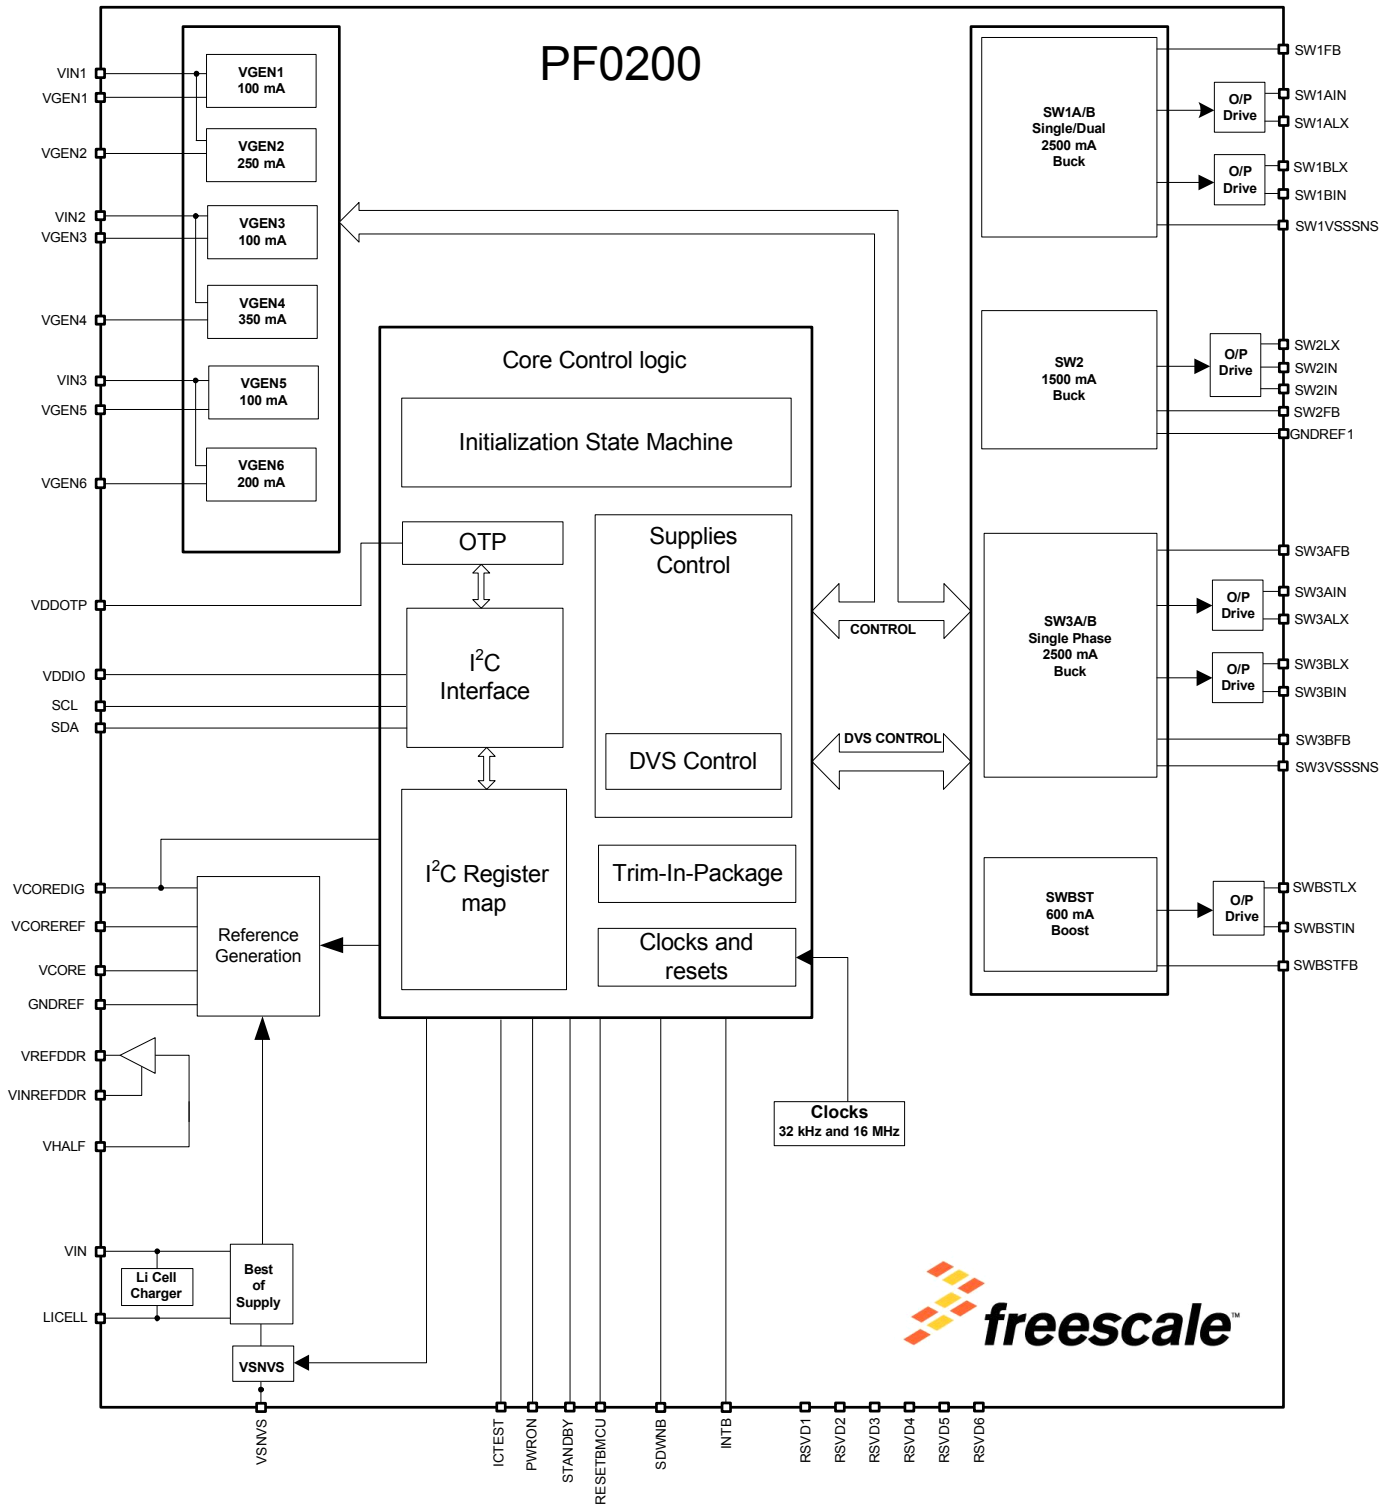 PF0200
VIN1
VGEN1
VGEN2
VIN2
VGEN3
VGEN4
VIN3
VGEN5
VGEN6
VDDOTP
VDDIO
SCL
SDA
VCOREDIG
VCOREREF
VCORE
GNDREF
VREFDDR
VINREFDDR
VHALF
VIN
LICELL
VGEN1
100 mA
VGEN2
250 mA
VGEN3
100 mA
VGEN4
350 mA
VGEN5
100 mA
VGEN6
200 mA
Core Control logic
Initialization State Machine
OTP
I2C
Interface
I2C Register
map
Supplies
Control
DVS Control
Trim-In-Package
Clocks and
resets
Reference
Generation
Li Cell
Charger
Best
of
Supply
VSNVS
Clocks
32 kHz and 16 MHz
CONTROL
DVS CONTROL
SW1A/B
Single/Dual
2500 mA
Buck
O/P
Drive
O/P
Drive
SW2
1500 mA
Buck
O/P
Drive
SW3A/B
Single Phase
2500 mA
Buck
O/P
Drive
O/P
Drive
SWBST
600 mA
Boost
O/P
Drive
SW1FB
SW1AIN
SW1ALX
SW1BLX
SW1BIN
SW1VSSSNS
SW2LX
SW2IN
SW2IN
SW2FB
GNDREF1
SW3AFB
SW3AIN
SW3ALX
SW3BLX
SW3BIN
SW3BFB
SW3VSSSNS
SWBSTLX
SWBSTIN
SWBSTFB
freescale™
VSNVS
ICTEST
PWRON
STANDBY
RESETBMCU
SDWNB
INTB
RSVD1
RSVD2
RSVD3
RSVD4
RSVD5
RSVD6